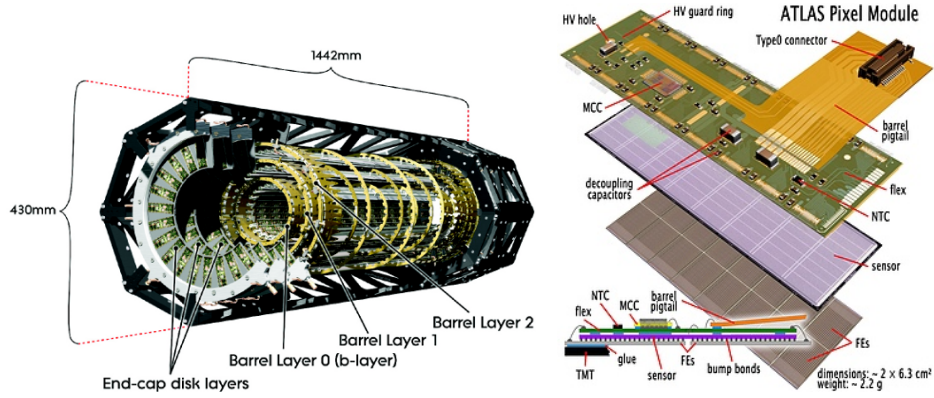 1442mm
430mm
Barrel Layer 2
Barrel Layer 1
Barrel Layer 0 (b-layer)
End-cap disk layers
ATLAS Pixel Module
HV guard ring
HV hole
Type0 connector
MCC
barrel
pigtail
decoupling
capacitors
flex
NTC
sensor
barrel
pigtail
NTC
MCC
flex
FEs
glue
FEs
TMT
sensor
bump bonds
dimensions: ~ 2 × 6.3 cm²
weight: ~ 2.2 g